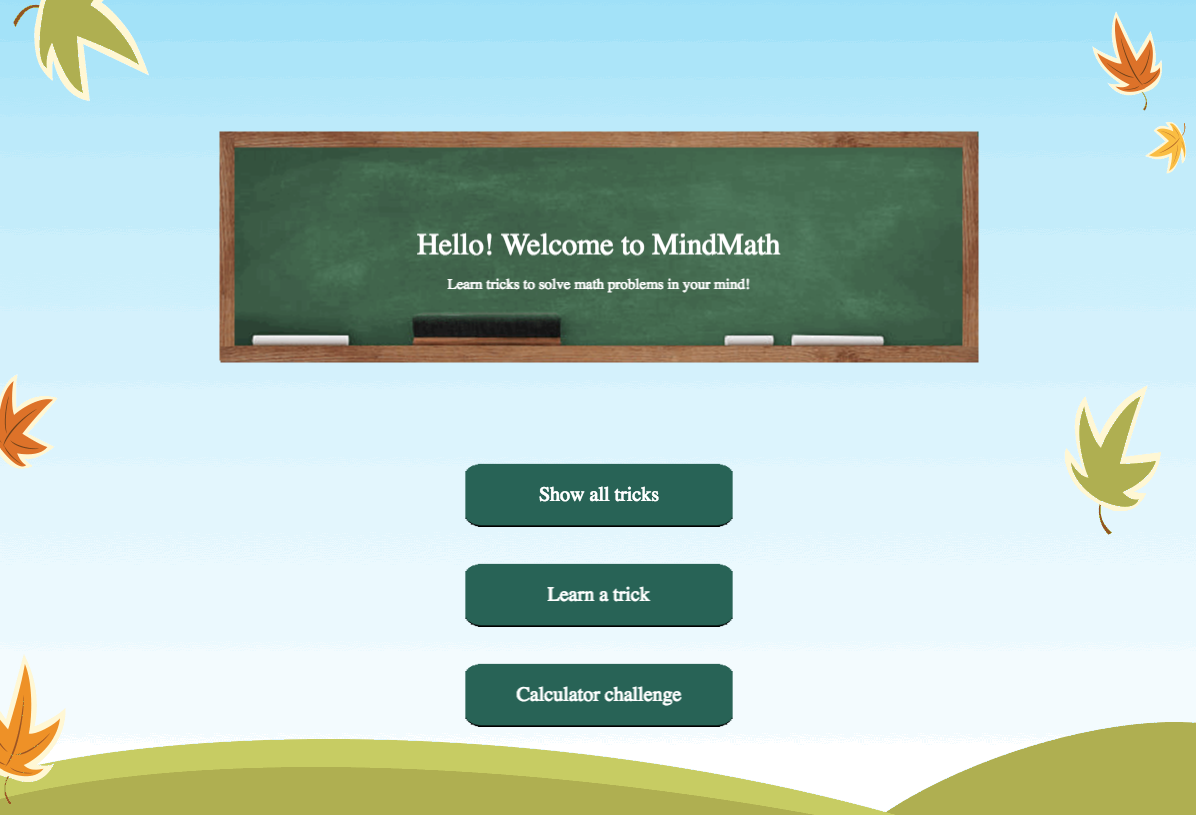 Hello! Welcome to MindMath
Learn tricks to solve math problems in your mind!
Show all tricks
Learn a trick
Calculator challenge